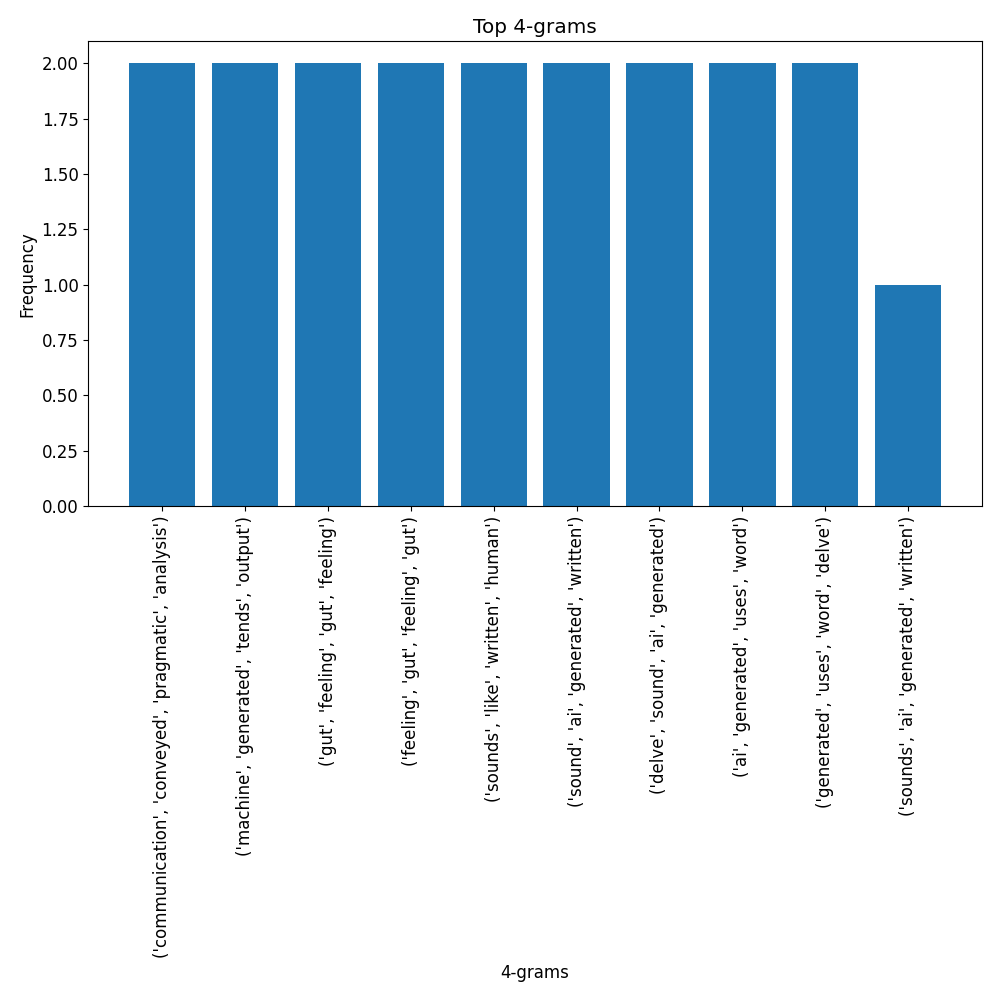 Top 4-grams
Frequency
2.00
1.75
1.50
1.25
1.00
0.75
0.50
0.25
0.00
('communication', 'conveyed', 'pragmatic', 'analysis')
('machine', 'generated', 'tends', 'output')
('gut', 'feeling', 'gut', 'feeling')
('feeling', 'gut', 'feeling', 'gut')
('sounds', 'like', 'written', 'human')
('sound', 'ai', 'generated', 'written')
('delve', 'sound', 'ai', 'generated')
('ai', 'generated', 'uses', 'word')
('generated', 'uses', 'word', 'delve')
('sounds', 'ai', 'generated', 'written')
4-grams